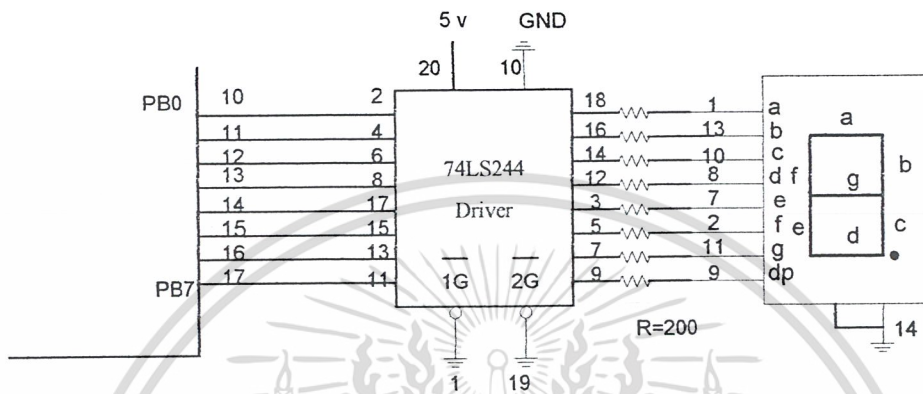 5 v GND
20 10
PB0 10 2 18 1 a
11 4 16 13 b a
12 6 14 10 c
13 8 74LS244 12 8 d f g b
14 17 Driver 3 7 e
15 15 5 2 f e d c
16 13 7 11 g
PB7 17 11 1G 2G 9 9 dp
R=200 14
1 19